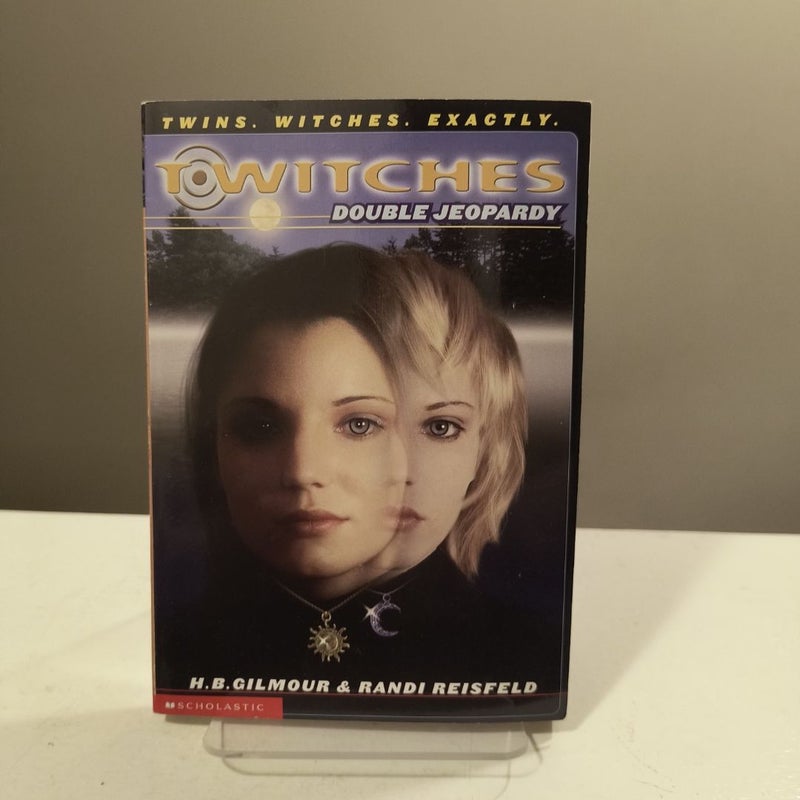 TWINS. WITCHES. EXACTLY.
T*WITCHES
DOUBLE JEOPARDY
H.B. GILMOUR & RANDI REISFELD
SCHOLASTIC